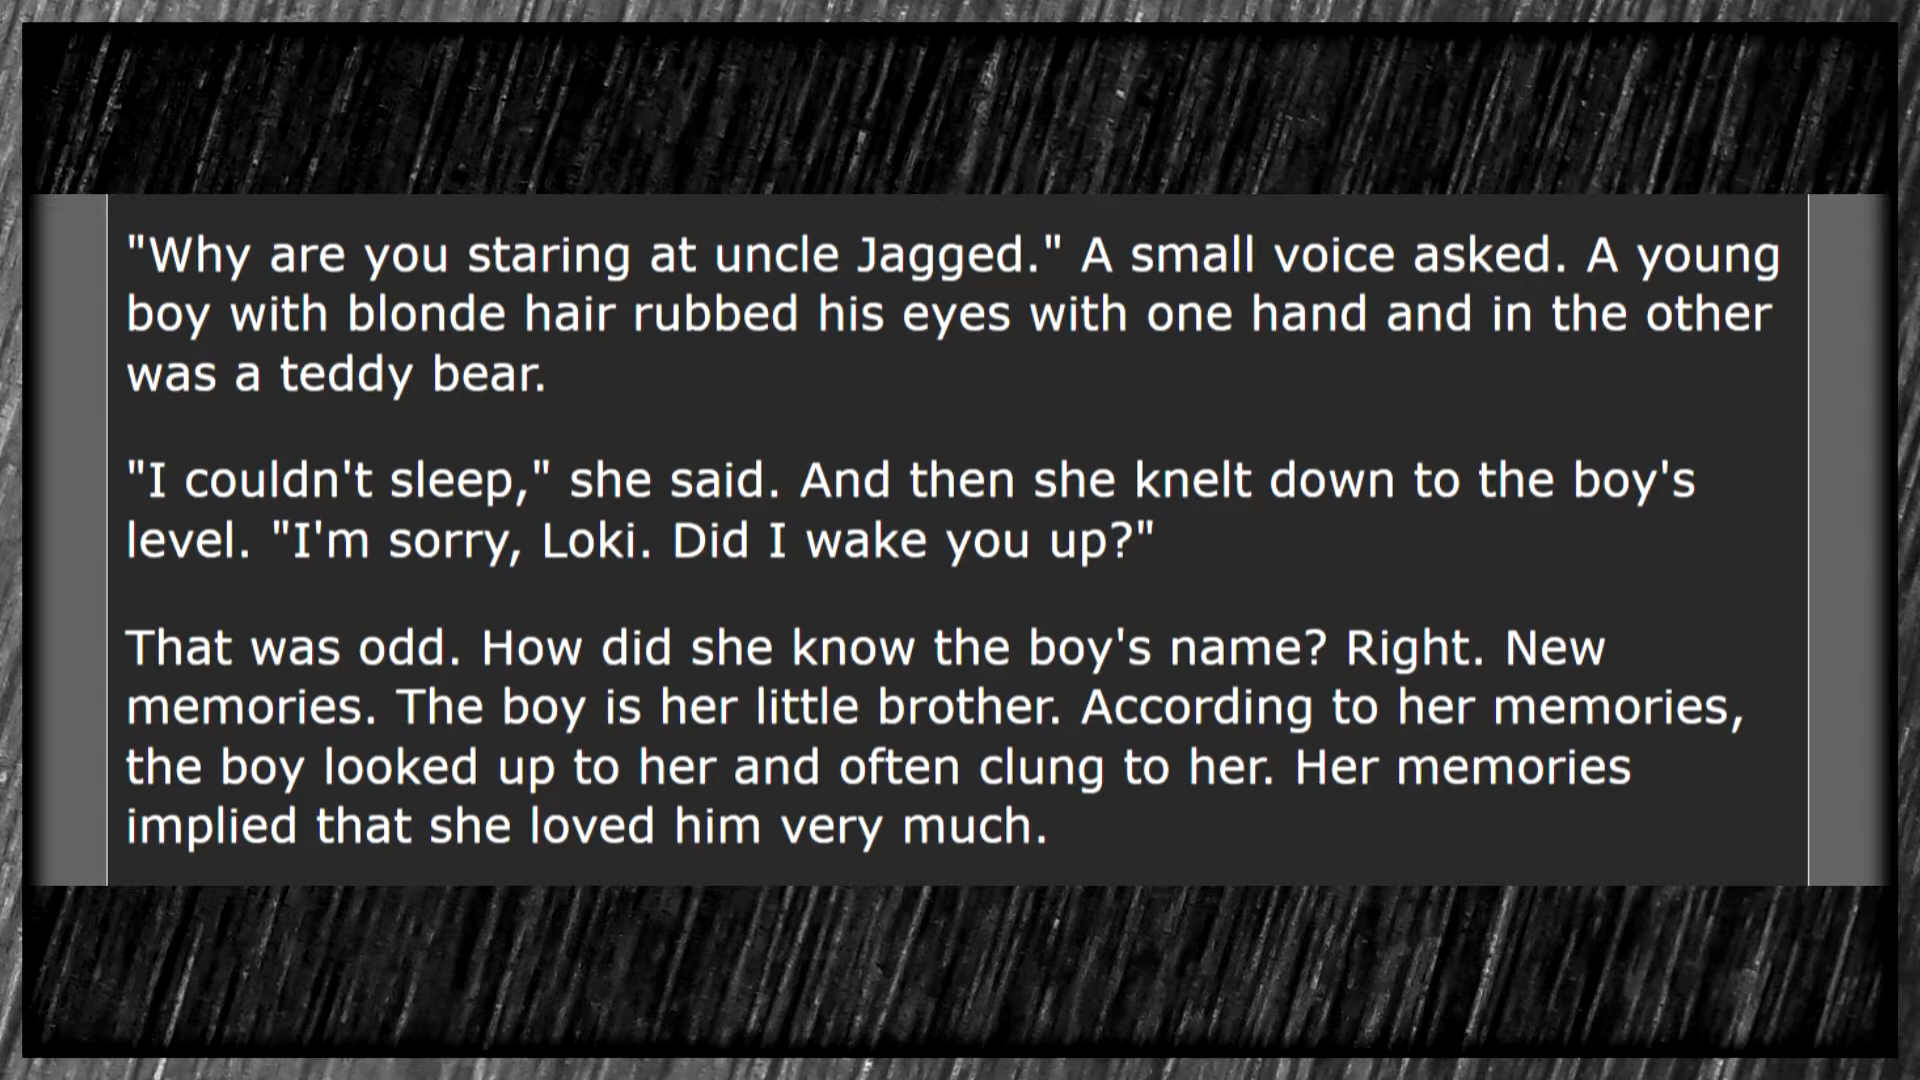 "Why are you staring at uncle Jagged." A small voice asked. A young
boy with blonde hair rubbed his eyes with one hand and in the other
was a teddy bear.
"I couldn't sleep," she said. And then she knelt down to the boy's
level. "I'm sorry, Loki. Did I wake you up?"
That was odd. How did she know the boy's name? Right. New
memories. The boy is her little brother. According to her memories,
the boy looked up to her and often clung to her. Her memories
implied that she loved him very much.